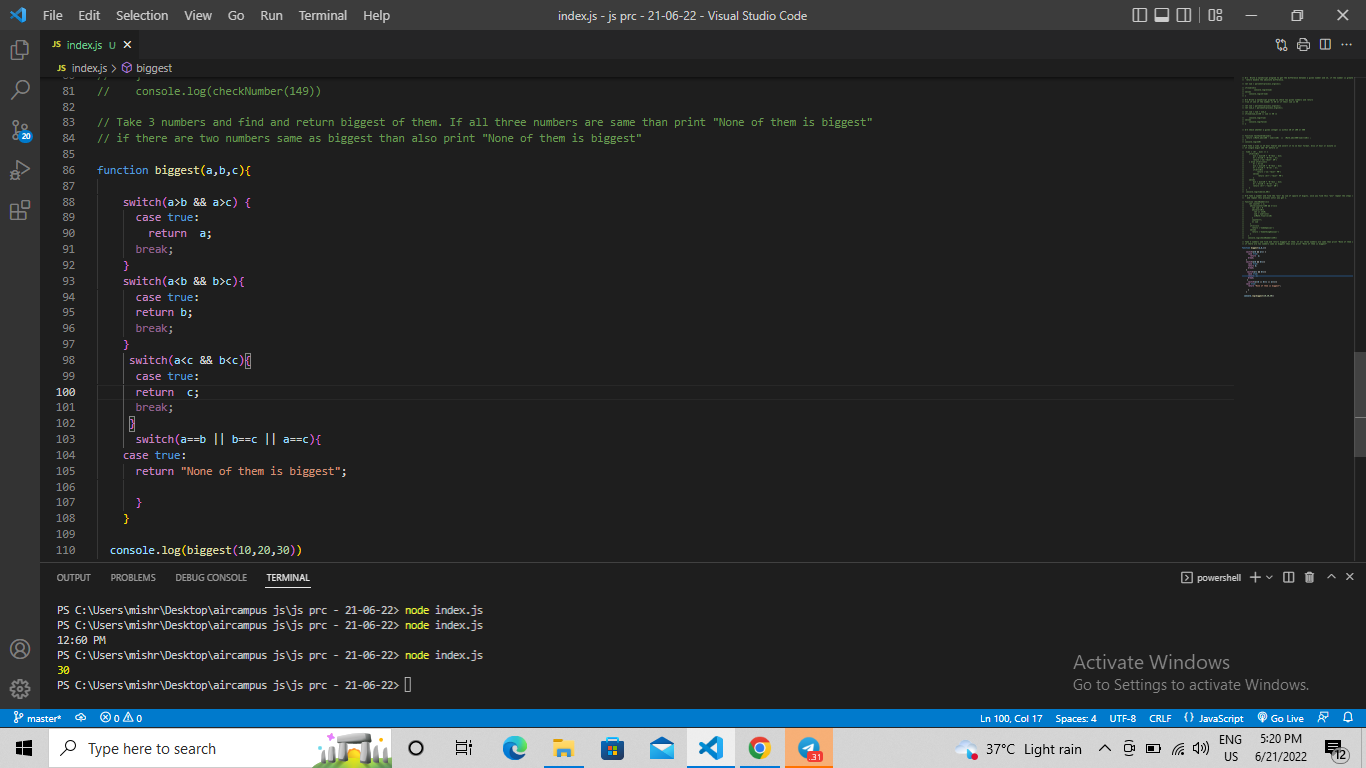 File Edit Selection View Go Run Terminal Help index.js - js prc - 21-06-22 - Visual Studio Code
JS index.js U
JS index.js > biggest
81 // console.log(checkNumber(149))
82
83 // Take 3 numbers and find and return biggest of them. If all three numbers are same than print "None of them is biggest"
84 // if there are two numbers same as biggest than also print "None of them is biggest"
85
86 function biggest(a,b,c){
87
88 switch(a>b && a>c) {
89 case true:
90 return  a;
91 break;
92 }
93 switch(a<b && b>c){
94 case true:
95 return b;
96 break;
97 }
98 switch(a<c && b<c){
99 case true:
100 return  c;
101 break;
102 }
103 switch(a==b || b==c || a==c){
104 case true:
105 return "None of them is biggest";
106
107 }
108 }
109
110 console.log(biggest(10,20,30))
20
OUTPUT PROBLEMS DEBUG CONSOLE TERMINAL powershell
PS C:\Users\mishr\Desktop\aircampus js\js prc - 21-06-22> node index.js
PS C:\Users\mishr\Desktop\aircampus js\js prc - 21-06-22> node index.js
12:60 PM
PS C:\Users\mishr\Desktop\aircampus js\js prc - 21-06-22> node index.js
30
PS C:\Users\mishr\Desktop\aircampus js\js prc - 21-06-22>
Activate Windows
Go to Settings to activate Windows.
master* 0 0 Ln 100, Col 17 Spaces: 4 UTF-8 CRLF {} JavaScript Go Live
Type here to search
31
37°C Light rain
ENG
US
5:20 PM
6/21/2022
12